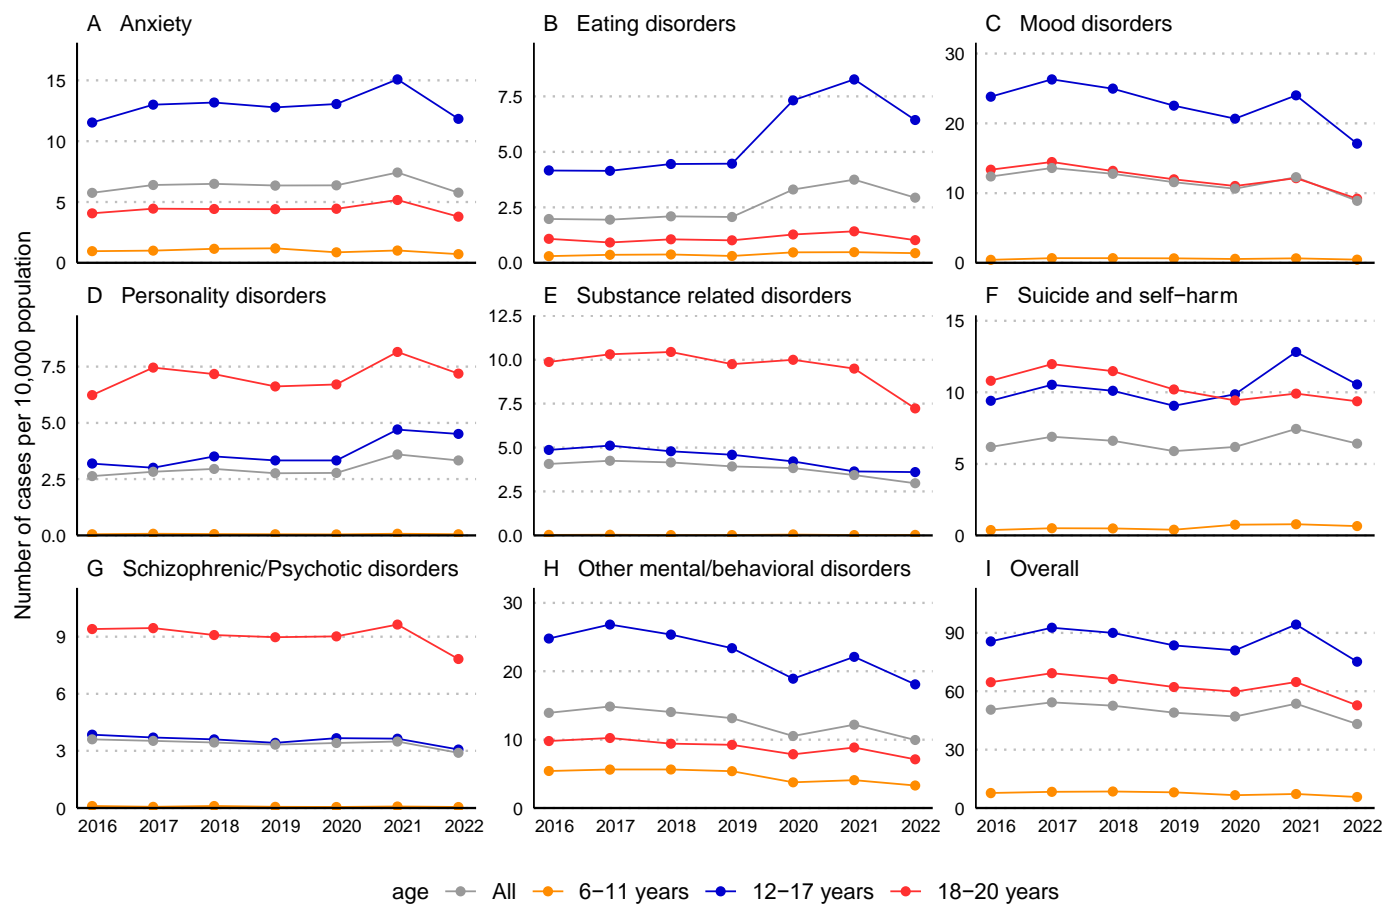 A Anxiety
15
10
5
0
B Eating disorders
7.5
5.0
2.5
0.0
C Mood disorders
30
20
10
0
Number of cases per 10,000 population
D Personality disorders
7.5
5.0
2.5
0.0
E Substance related disorders
12.5
10.0
7.5
5.0
2.5
0.0
F Suicide and self−harm
15
10
5
0
G Schizophrenic/Psychotic disorders
9
6
3
0
2016 2017 2018 2019 2020 2021 2022
H Other mental/behavioral disorders
30
20
10
0
2016 2017 2018 2019 2020 2021 2022
I Overall
90
60
30
0
2016 2017 2018 2019 2020 2021 2022
age All 6−11 years 12−17 years 18−20 years